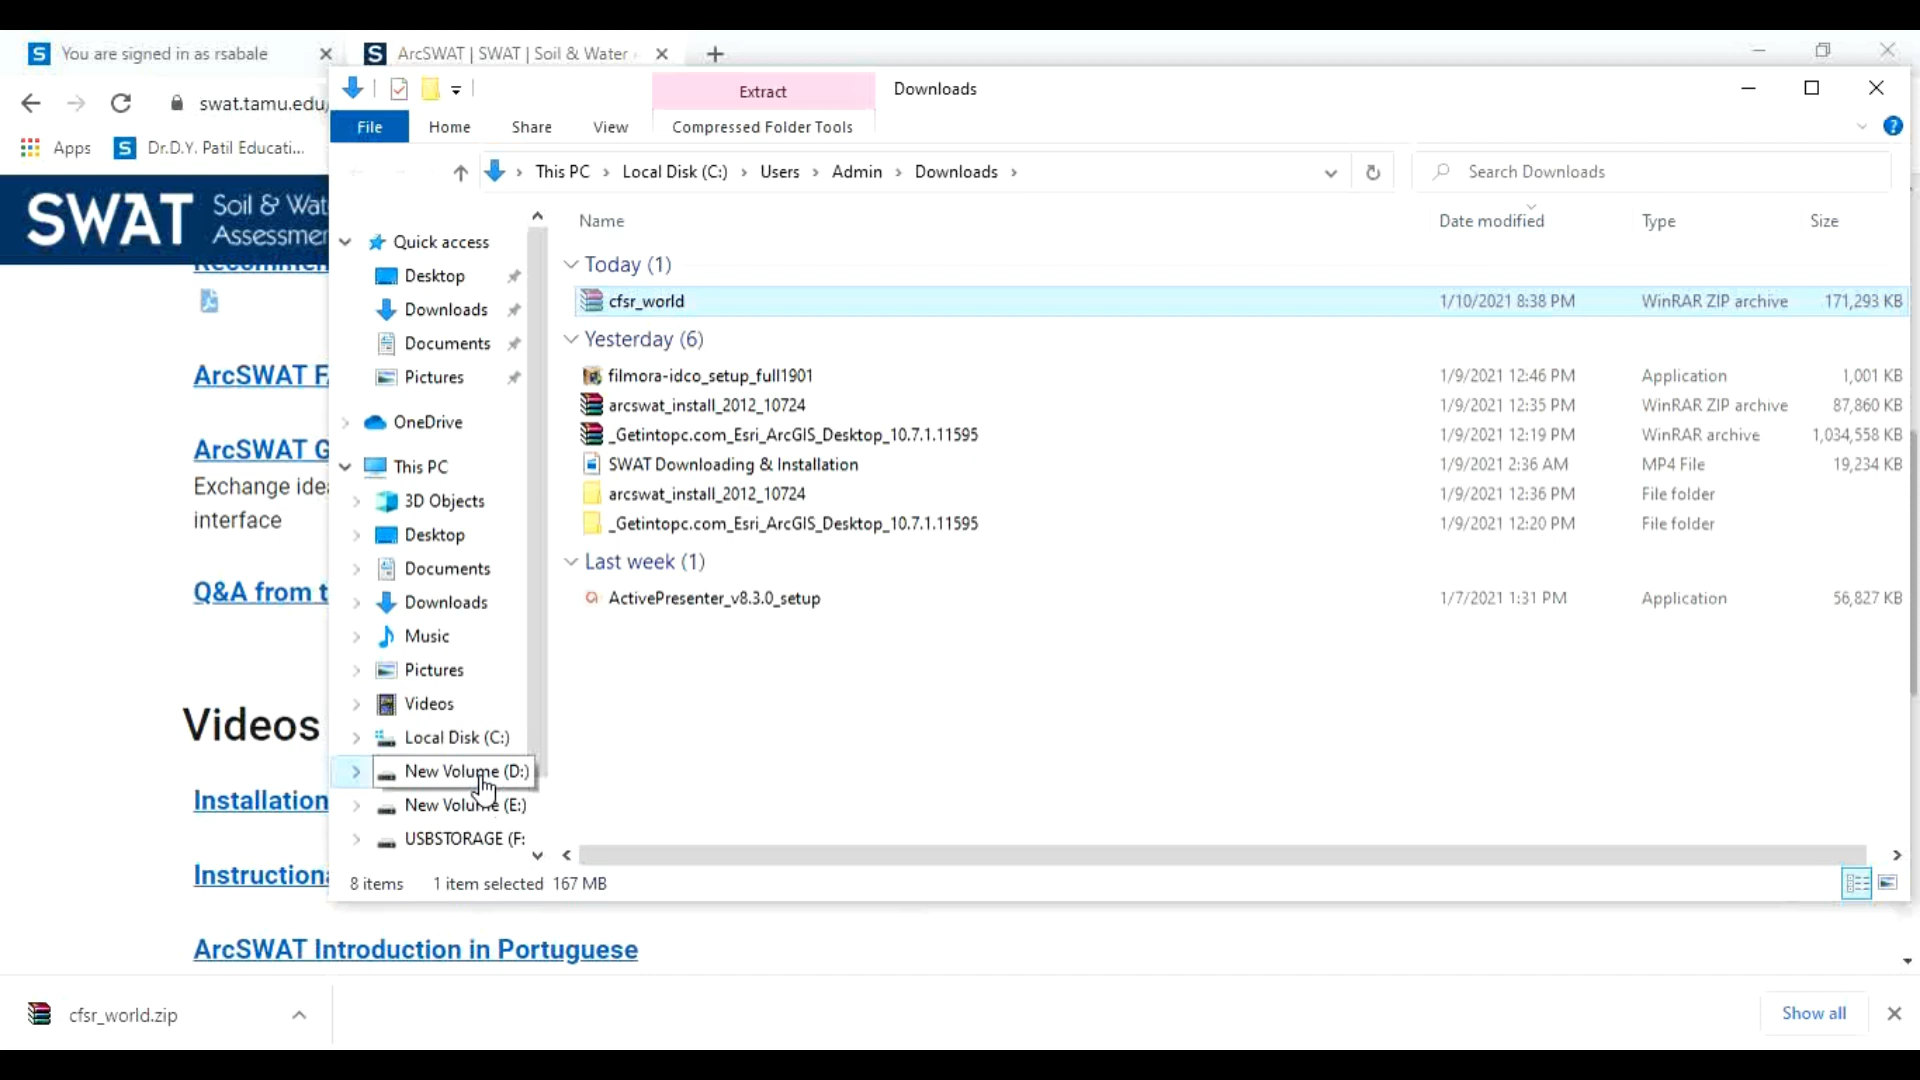 You are signed in as rsabale
ArcSWAT | SWAT | Soil & Water
swat.tamu.edu/
Apps
Dr.D.Y. Patil Educati...
SWAT
Soil & Wat
Assessmen
Recommen
ArcSWAT F
ArcSWAT G
Exchange ide
interface
Q&A from t
Videos
Installation
Instruction
ArcSWAT Introduction in Portuguese
Extract
Downloads
File
Home
Share
View
Compressed Folder Tools
This PC > Local Disk (C:) > Users > Admin > Downloads >
Search Downloads
Quick access
Desktop
Downloads
Documents
Pictures
OneDrive
This PC
3D Objects
Desktop
Documents
Downloads
Music
Pictures
Videos
Local Disk (C:)
New Volume (D:)
New Volume (E:)
USBSTORAGE (F:
Name Date modified Type Size
Today (1)
cfsr_world 1/10/2021 8:38 PM WinRAR ZIP archive 171,293 KB
Yesterday (6)
filmora-idco_setup_full1901 1/9/2021 12:46 PM Application 1,001 KB
arcswat_install_2012_10724 1/9/2021 12:35 PM WinRAR ZIP archive 87,860 KB
_Getintopc.com_Esri_ArcGIS_Desktop_10.7.1.11595 1/9/2021 12:19 PM WinRAR archive 1,034,558 KB
SWAT Downloading & Installation 1/9/2021 2:36 AM MP4 File 19,234 KB
arcswat_install_2012_10724 1/9/2021 12:36 PM File folder
_Getintopc.com_Esri_ArcGIS_Desktop_10.7.1.11595 1/9/2021 12:20 PM File folder
Last week (1)
ActivePresenter_v8.3.0_setup 1/7/2021 1:31 PM Application 56,827 KB
8 items 1 item selected 167 MB
cfsr_world.zip
Show all